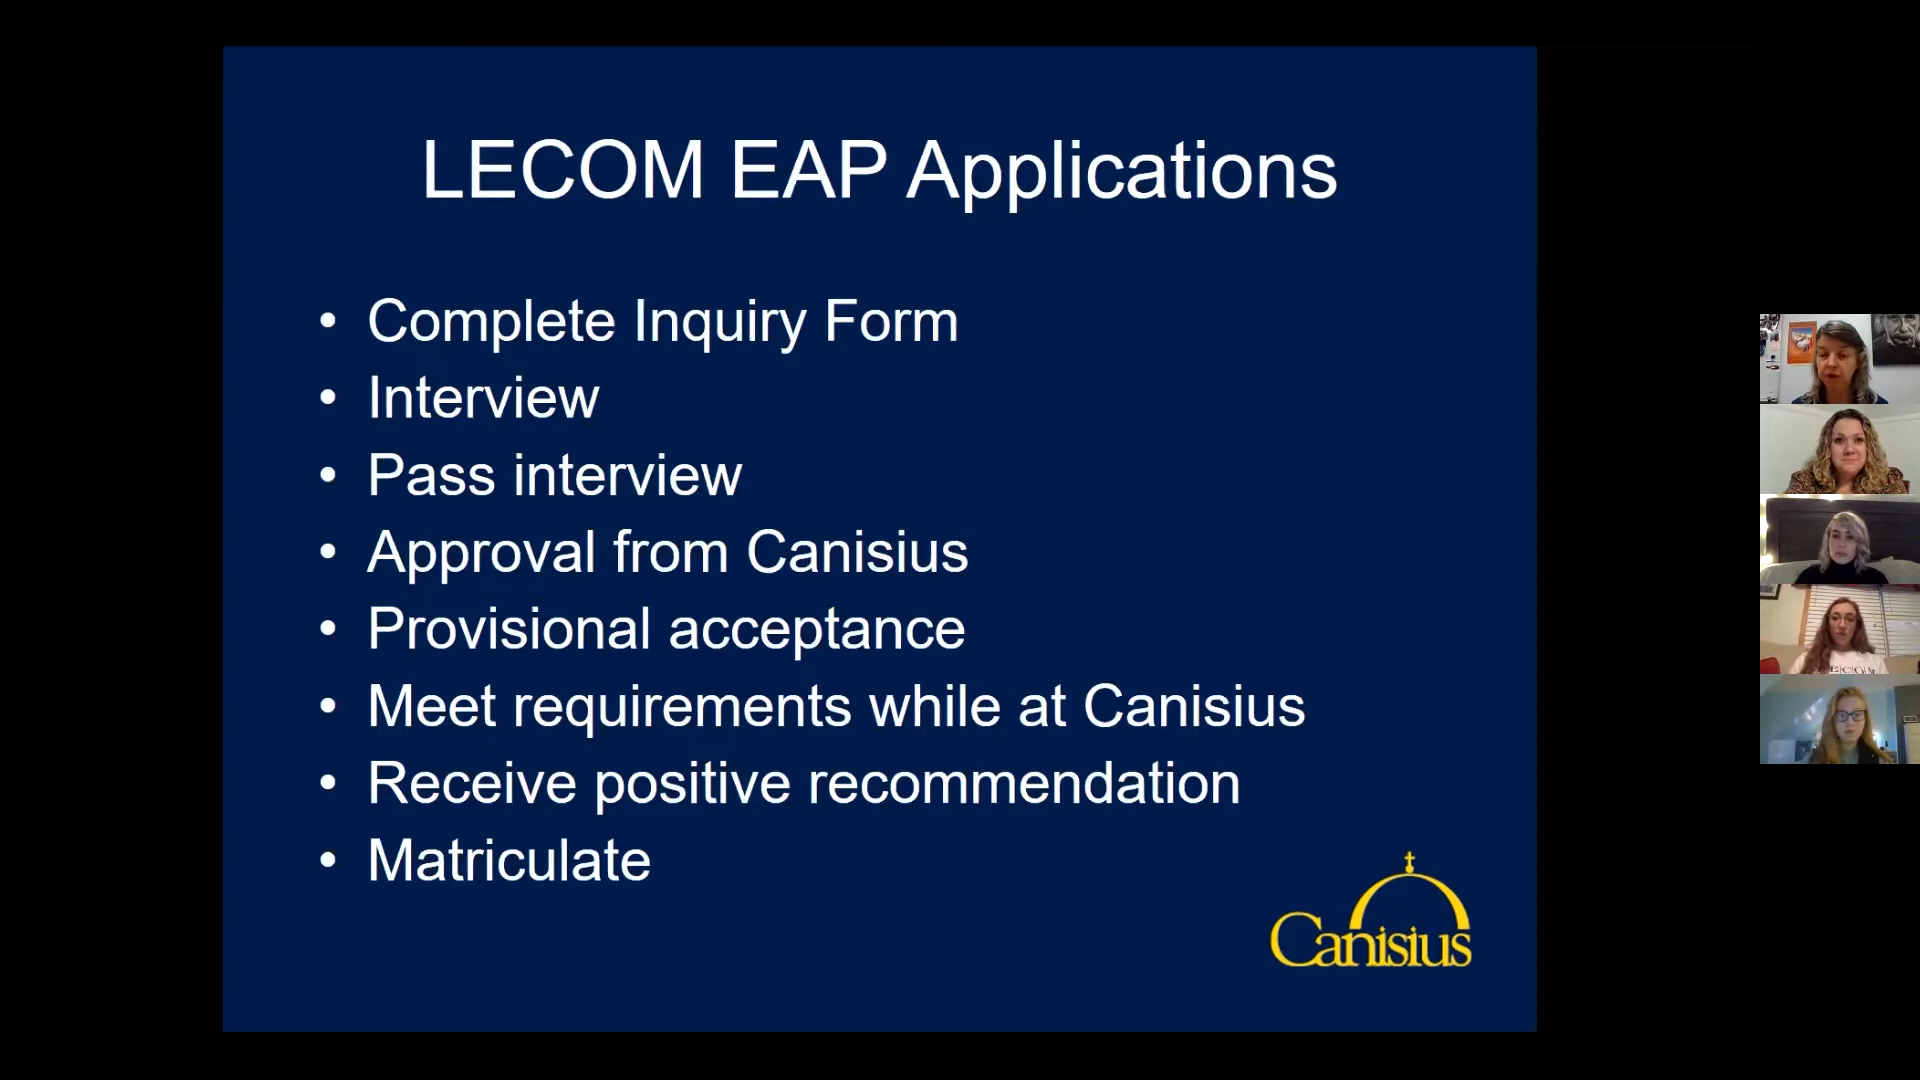 LECOM EAP Applications
• Complete Inquiry Form
• Interview
• Pass interview
• Approval from Canisius
• Provisional acceptance
• Meet requirements while at Canisius
• Receive positive recommendation
• Matriculate
Canisius
LECOM